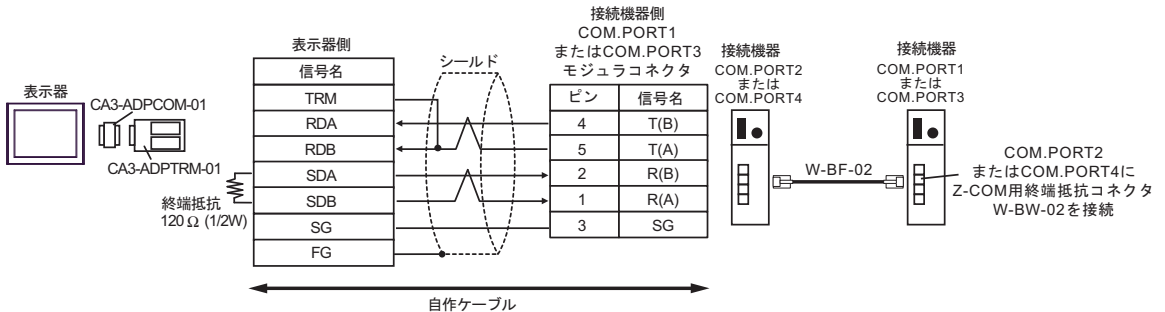 表示器
CA3-ADPCOM-01
CA3-ADPTRM-01
終端抵抗
120Ω (1/2W)
表示器側
信号名
TRM
RDA
RDB
SDA
SDB
SG
FG
シールド
接続機器側
COM.PORT1
またはCOM.PORT3
モジュラコネクタ
ピン 信号名
4 T(B)
5 T(A)
2 R(B)
1 R(A)
3 SG
自作ケーブル
接続機器
COM.PORT2
または
COM.PORT4
W-BF-02
接続機器
COM.PORT1
または
COM.PORT3
COM.PORT2
またはCOM.PORT4に
Z-COM用終端抵抗コネクタ
W-BW-02を接続